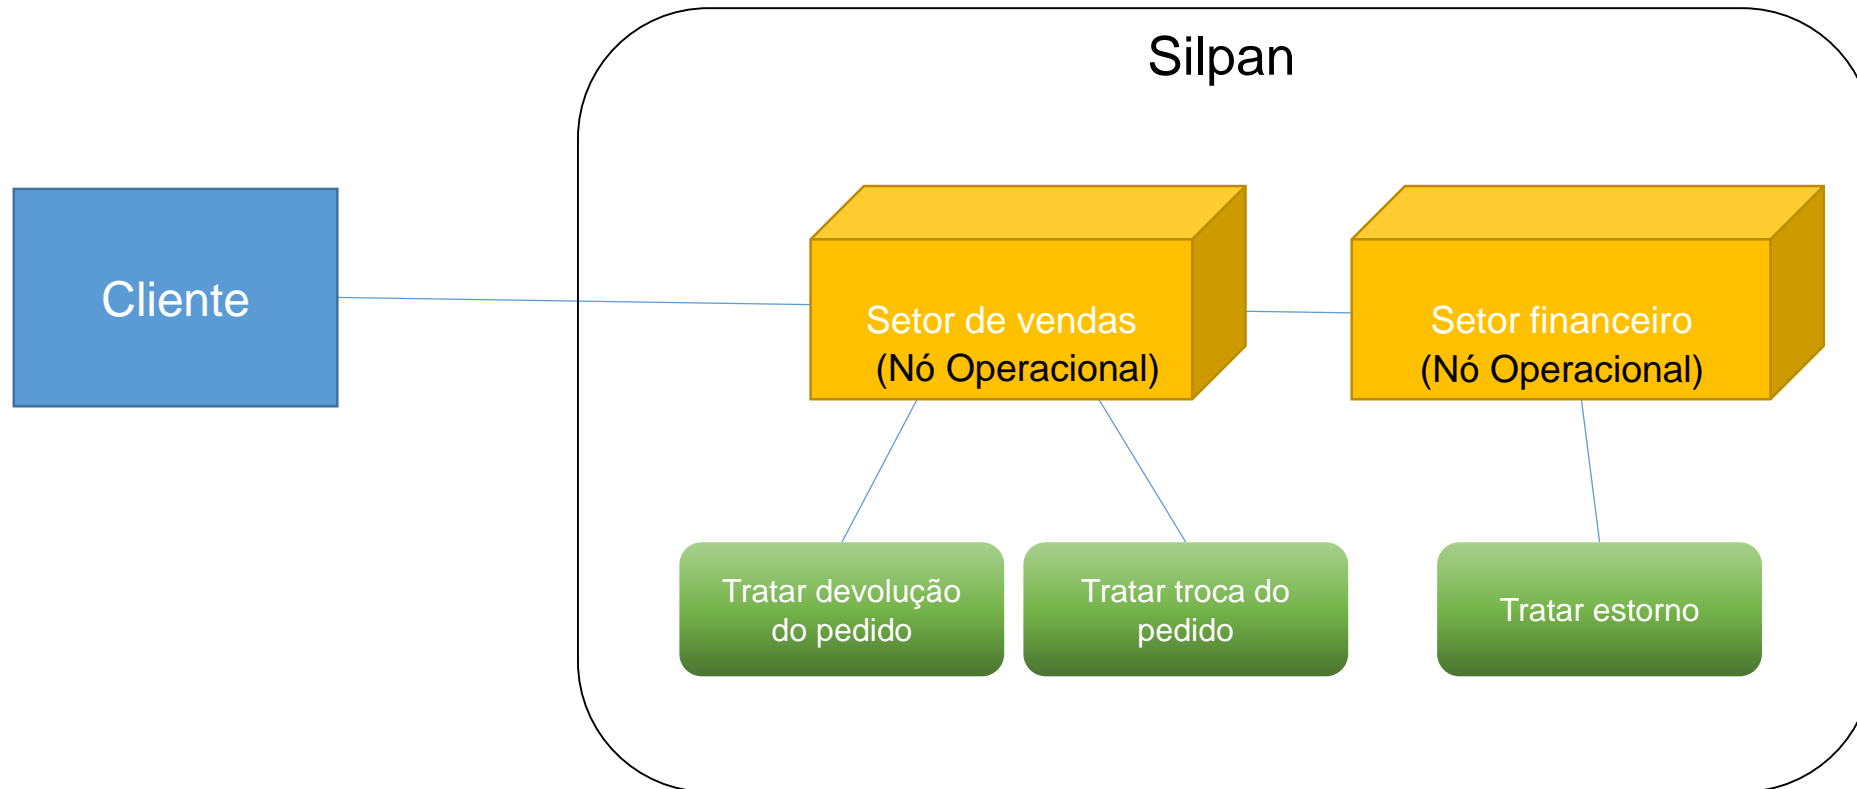 Silpan
Cliente
Setor de vendas
(Nó Operacional)
Setor financeiro
(Nó Operacional)
Tratar devolução
do pedido
Tratar troca do
pedido
Tratar estorno